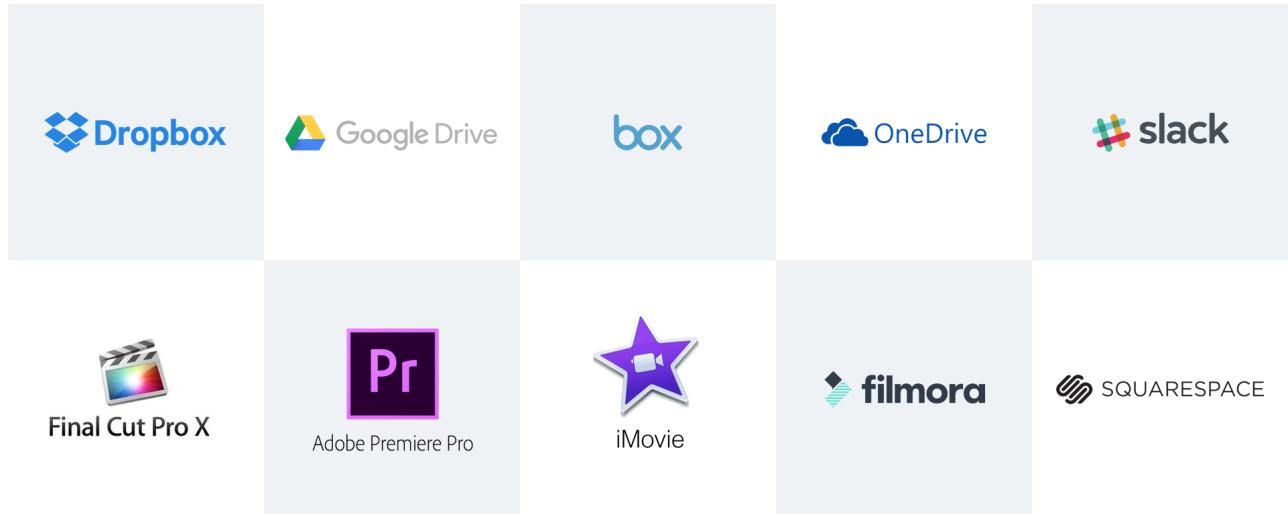 Dropbox
Google Drive
box
OneDrive
slack
Final Cut Pro X
Pr
Adobe Premiere Pro
iMovie
filmora
SQUARESPACE